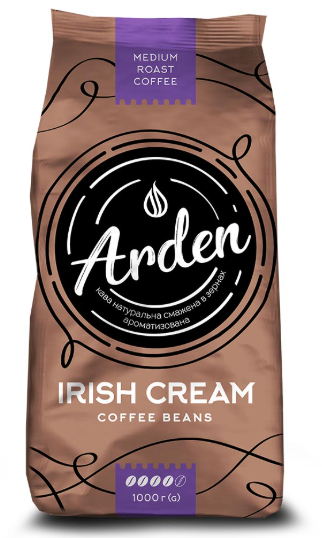 MEDIUM
ROAST
COFFEE
Arden
кава натуральна смажена в зернах
ароматизована
IRISH CREAM
COFFEE BEANS
1000 г (G)